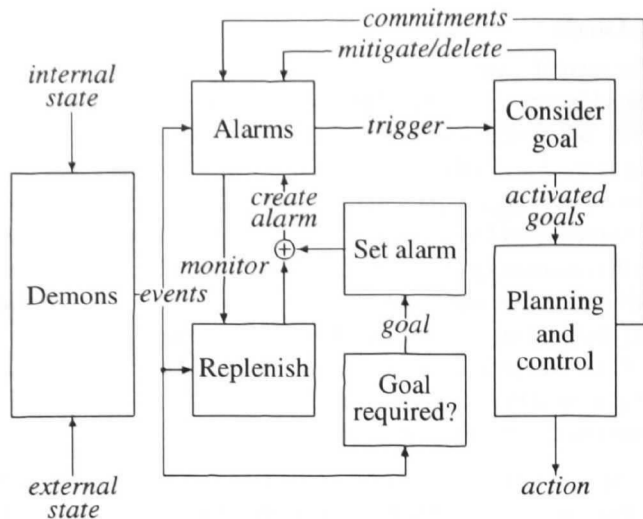 commitments
mitigate/delete
internal
state
Alarms
trigger
Consider
goal
create
alarm
activated
goals
Demons
events
monitor
Set alarm
Planning
and
control
goal
Replenish
Goal
required?
external
state
action